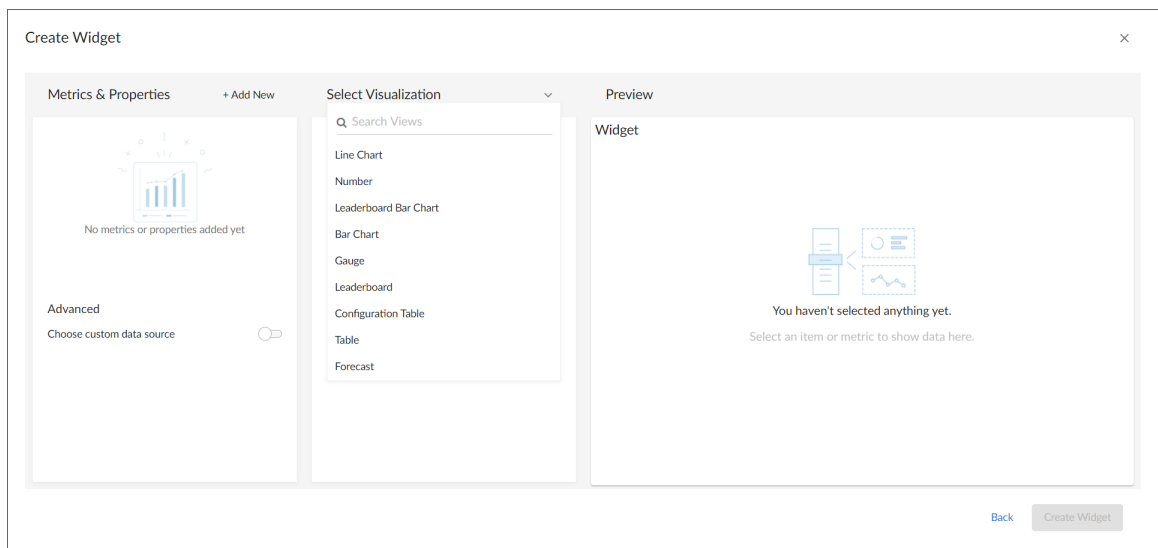 Create Widget
Metrics & Properties
+ Add New
No metrics or properties added yet
Advanced
Choose custom data source
Select Visualization
Search Views
Line Chart
Number
Leaderboard Bar Chart
Bar Chart
Gauge
Leaderboard
Configuration Table
Table
Forecast
Preview
Widget
You haven't selected anything yet.
Select an item or metric to show data here.
Back
Create Widget